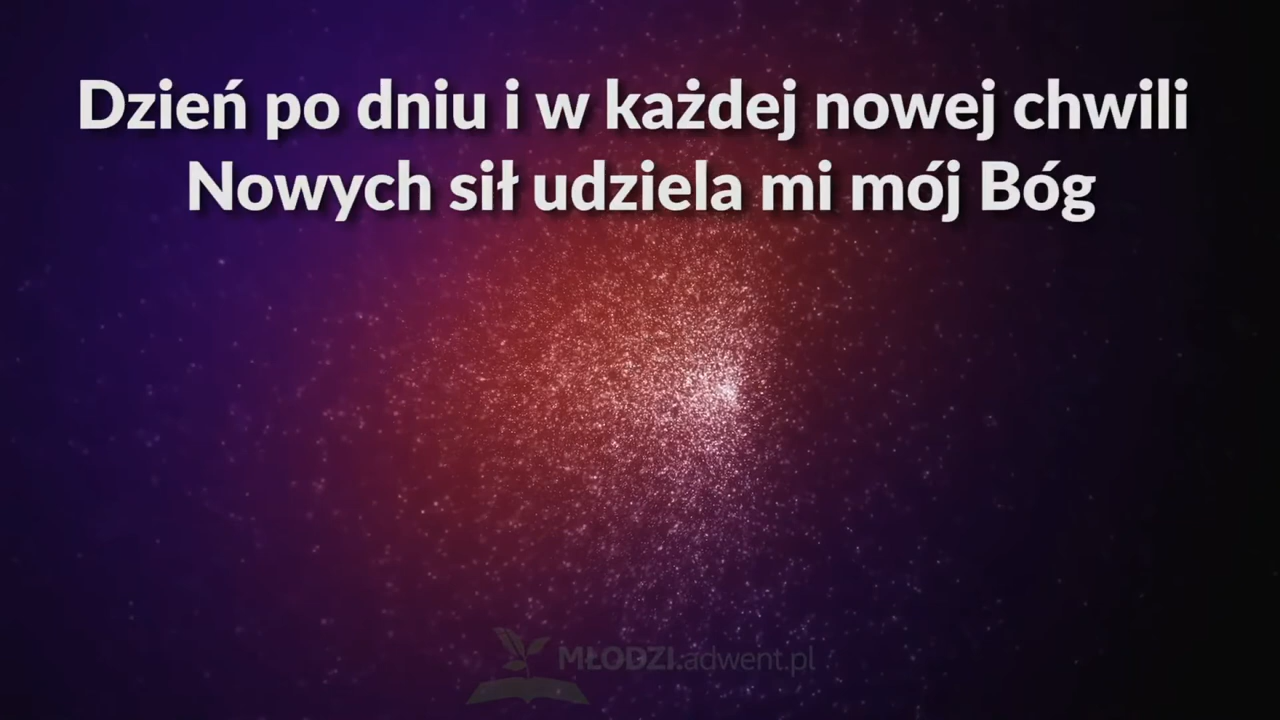 Dzień po dniu i w każdej nowej chwili
Nowych sił udziela mi mój Bóg
MŁODZI.adwent.pl